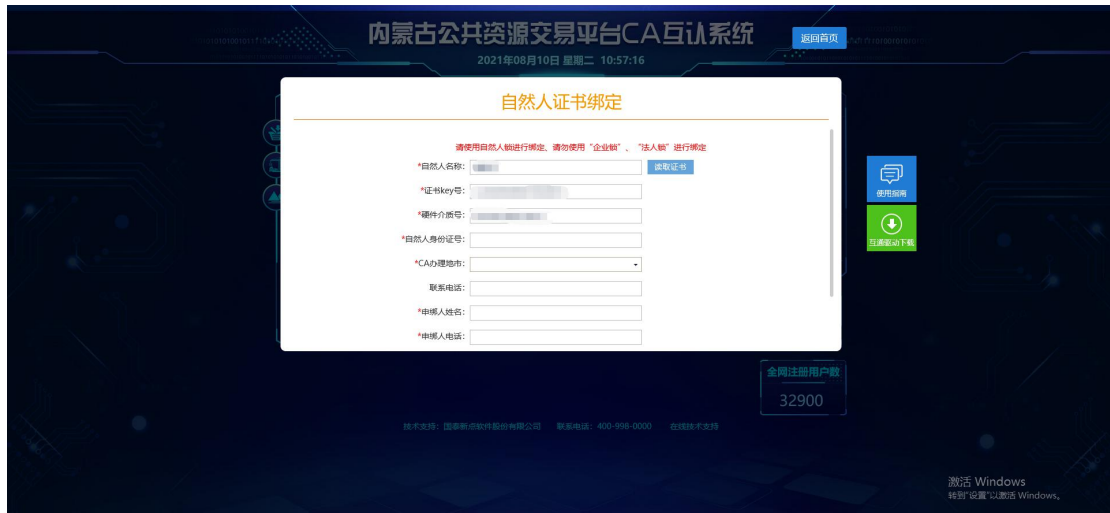 内蒙古公共资源交易平台CA互认系统
返回首页
2021年08月10日 星期二 10:57:16
自然人证书绑定
请使用自然人锁进行绑定、请勿使用“企业锁”、“法人锁”进行绑定
*自然人名称:
读取证书
*证书key号:
*硬件介质号:
*自然人身份证号:
*CA办理地市:
联系电话:
*申绑人姓名:
*申绑人电话:
使用指南
互通驱动下载
全网注册用户数
32900
技术支持：国泰新点软件股份有限公司 联系电话：400-998-0000 在线技术支持
激活 Windows
转到“设置”以激活 Windows。